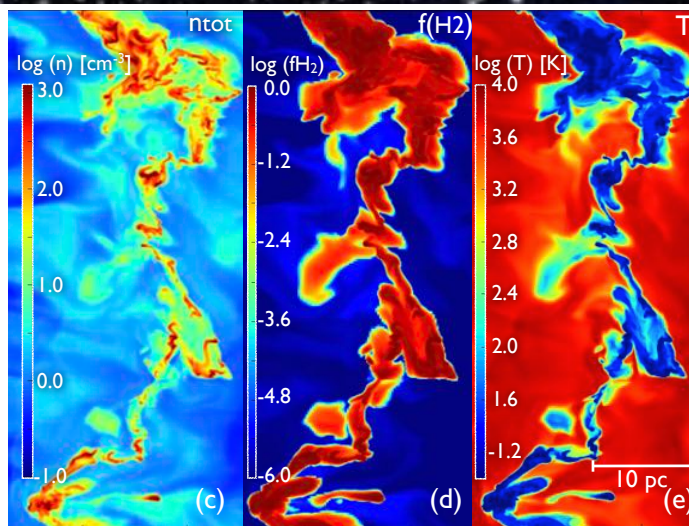 ntot
log (n) [cm⁻³]
3.0
2.0
1.0
0.0
-1.0
(c)
f(H2)
log (fH₂)
0.0
-1.2
-2.4
-3.6
-4.8
-6.0
(d)
T
log (T) [K]
4.0
3.2
2.8
2.4
2.0
1.6
-1.2
10 pc
(e)